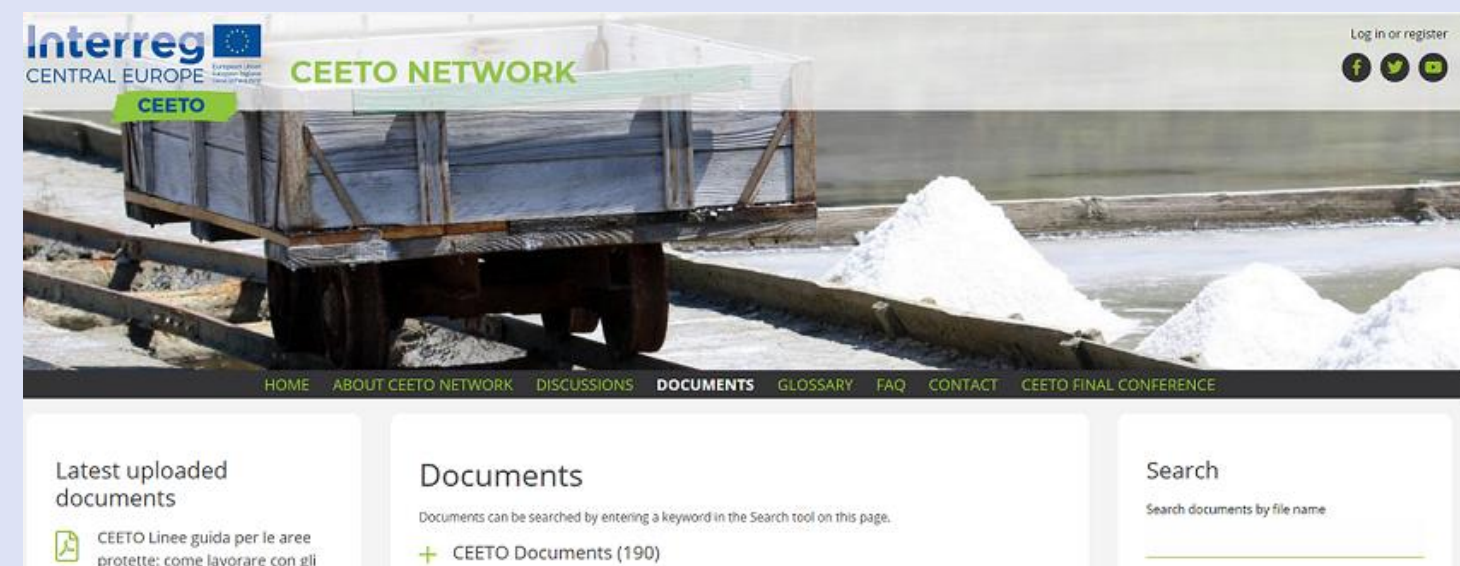 Interreg
CENTRAL EUROPE
European Union
CEETO
CEETO NETWORK
Log in or register
HOME ABOUT CEETO NETWORK DISCUSSIONS DOCUMENTS GLOSSARY FAQ CONTACT CEETO FINAL CONFERENCE
Latest uploaded
documents
CEETO Linee guida per le aree
protette: come lavorare con gli
Documents
Documents can be searched by entering a keyword in the Search tool on this page.
+ CEETO Documents (190)
Search
Search documents by file name